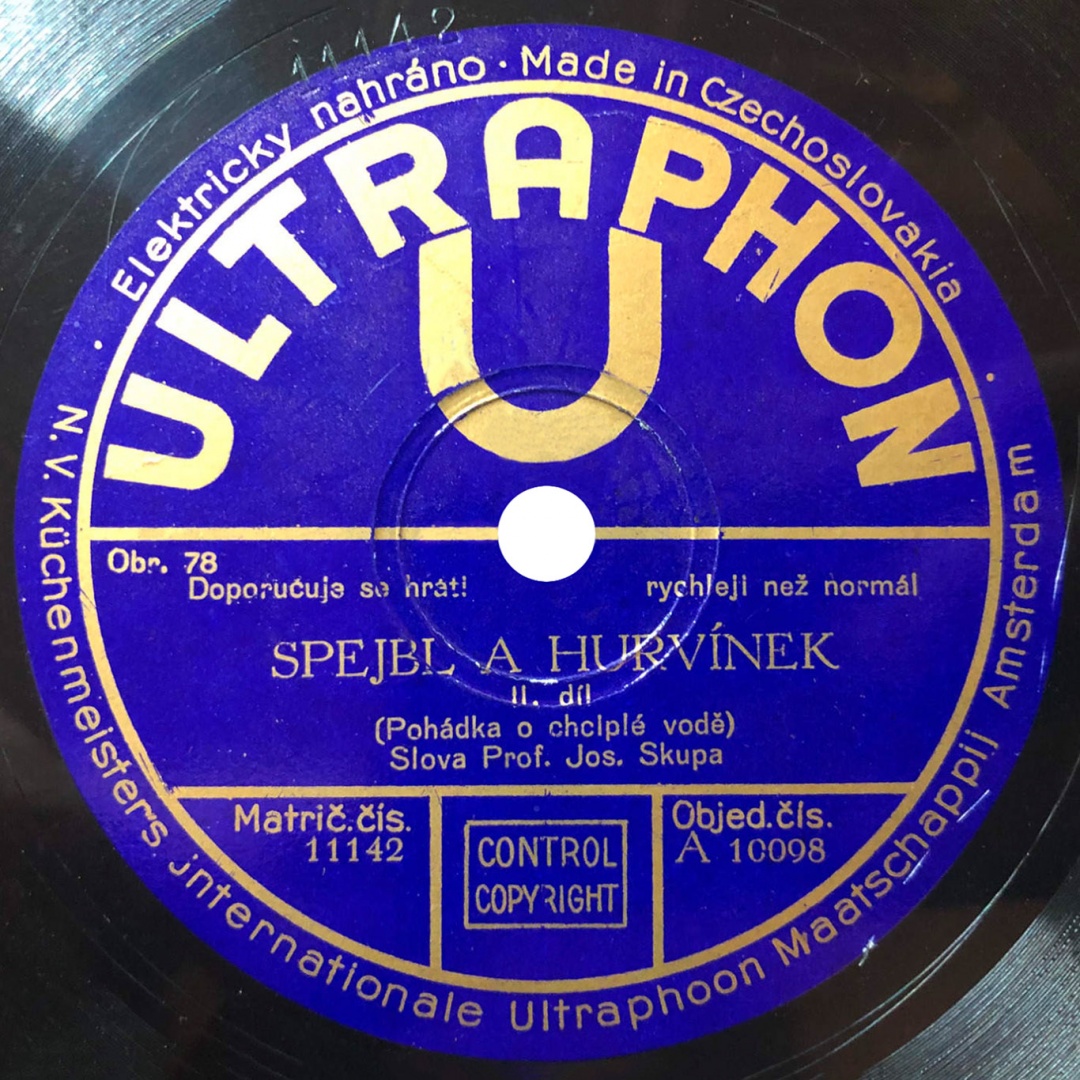 11142
Elektricky nahráno · Made in Czechoslovakia
ULTRAPHON
U
Obr. 78
Doporučuje se hráti rychleji než normál
SPEJBL A HURVÍNEK
II. díl
(Pohádka o chciplé vodě)
Slova Prof. Jos. Skupa
Matrič.čís.
11142
CONTROL
COPYRIGHT
Objed.čís.
A 10098
N. V. Küchenmeisters Internationale Ultraphoon Maatschappij Amsterdam